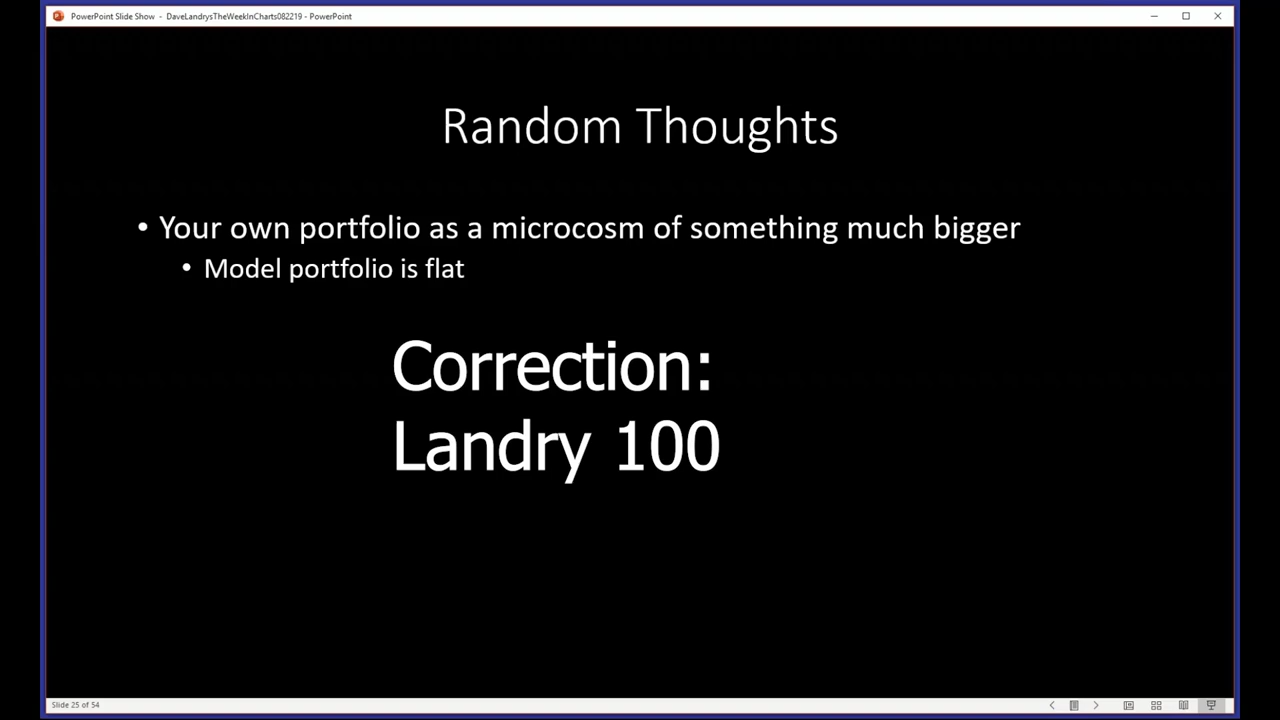 PowerPoint Slide Show - DaveLandrysTheWeekInCharts082219 - PowerPoint
Random Thoughts
• Your own portfolio as a microcosm of something much bigger
• Model portfolio is flat
Correction:
Landry 100
Slide 25 of 54